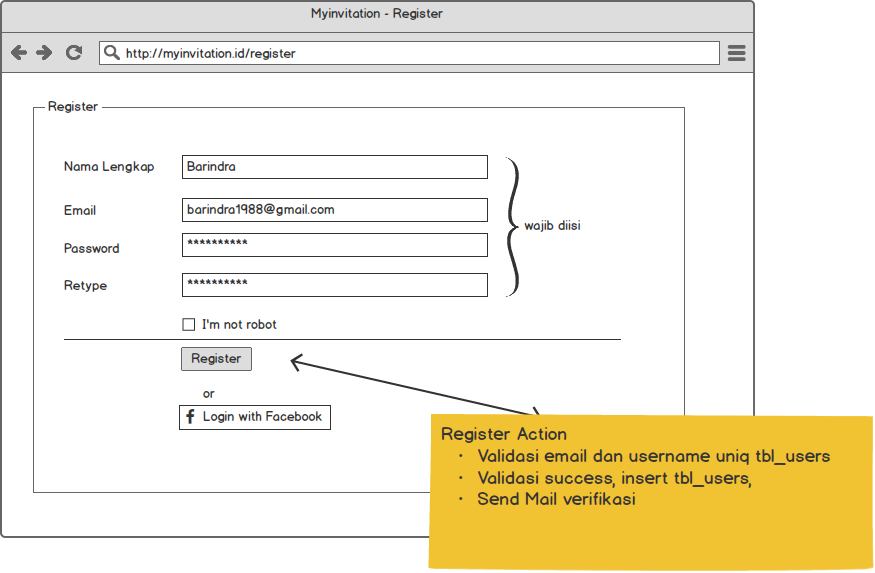 Myinvitation - Register
http://myinvitation.id/register
Register
Nama Lengkap
Barindra
Email
barindra1988@gmail.com
wajib diisi
Password
**********
Retype
**********
I'm not robot
Register
or
f Login with Facebook
Register Action
• Validasi email dan username uniq tbl_users
• Validasi success, insert tbl_users,
• Send Mail verifikasi